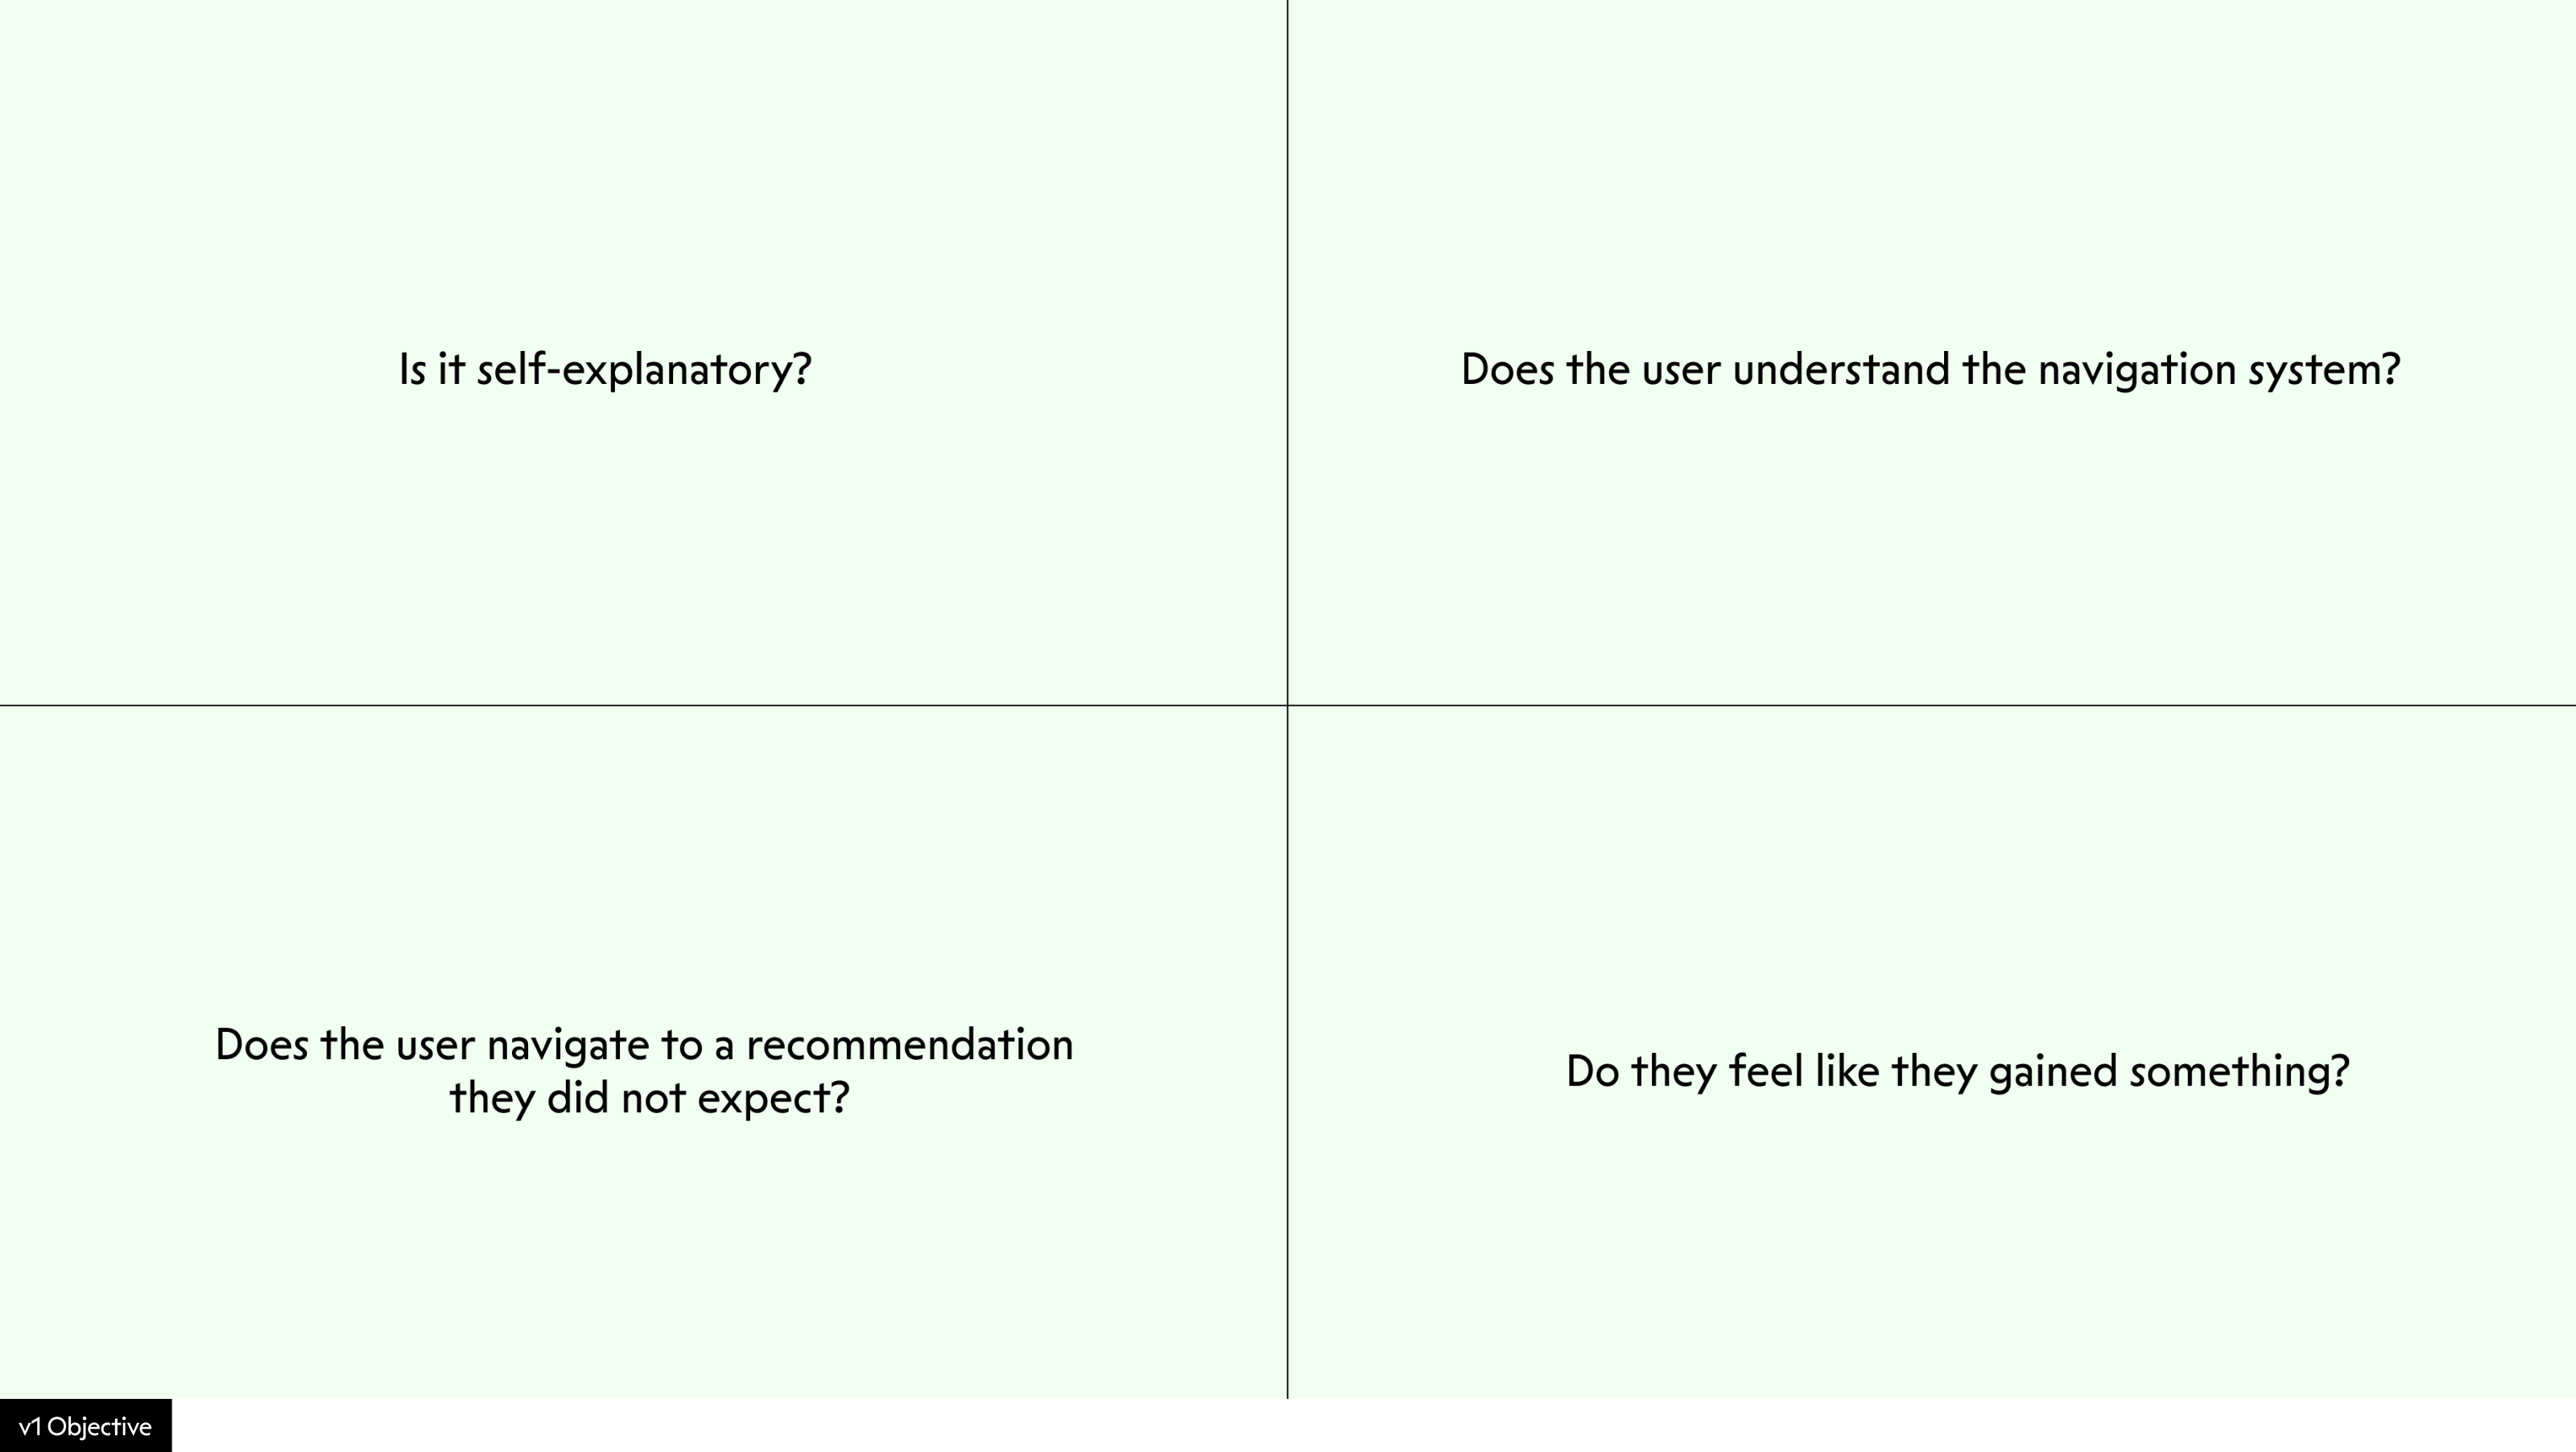 Is it self-explanatory?
Does the user understand the navigation system?
Does the user navigate to a recommendation
they did not expect?
Do they feel like they gained something?
v1 Objective